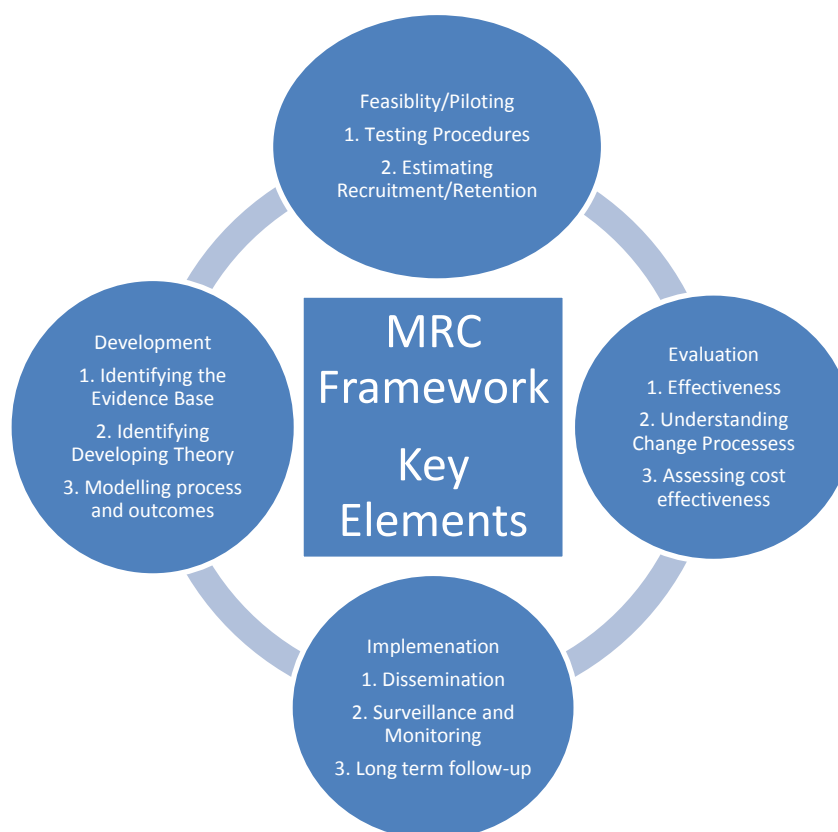 Feasiblity/Piloting
1. Testing Procedures
2. Estimating
Recruitment/Retention
Development
1. Identifying the
Evidence Base
2. Identifying
Developing Theory
3. Modelling process
and outcomes
MRC
Framework
Key
Elements
Evaluation
1. Effectiveness
2. Understanding
Change Processess
3. Assessing cost
effectiveness
Implemenation
1. Dissemination
2. Surveillance and
Monitoring
3. Long term follow-up